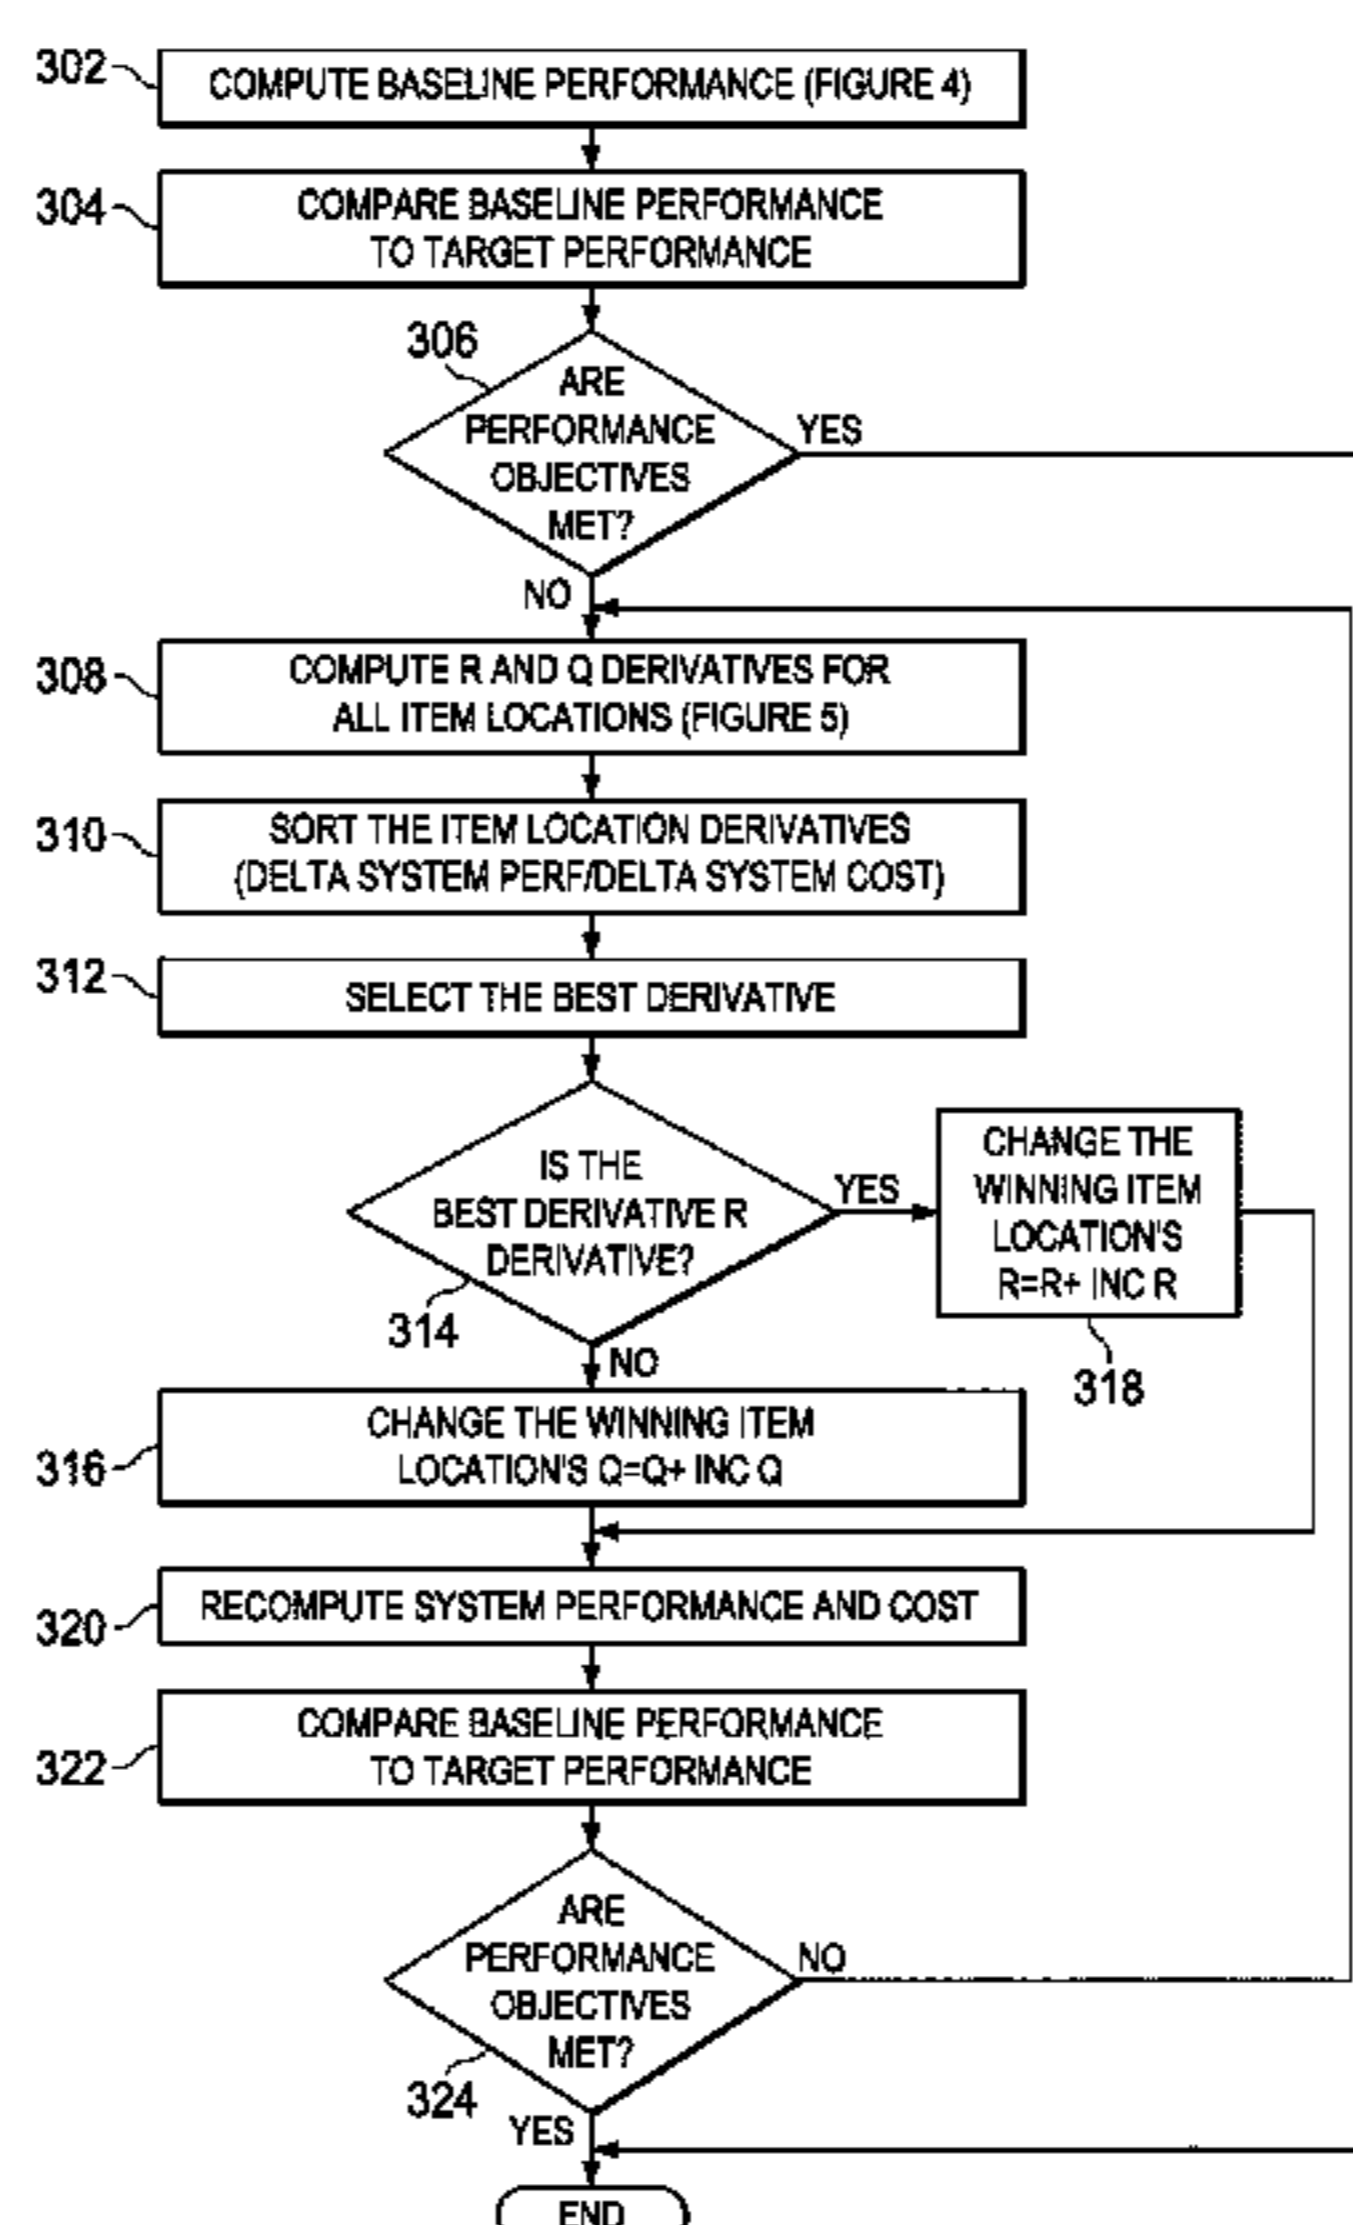 302
COMPUTE BASELINE PERFORMANCE (FIGURE 4)
304
COMPARE BASELINE PERFORMANCE
TO TARGET PERFORMANCE
306
ARE
PERFORMANCE
OBJECTIVES
MET?
YES
NO
308
COMPUTE R AND Q DERIVATIVES FOR
ALL ITEM LOCATIONS (FIGURE 5)
310
SORT THE ITEM LOCATION DERIVATIVES
(DELTA SYSTEM PERF/DELTA SYSTEM COST)
312
SELECT THE BEST DERIVATIVE
IS THE
BEST DERIVATIVE R
DERIVATIVE?
314
YES
CHANGE THE
WINNING ITEM
LOCATION'S
R=R+ INC R
318
NO
316
CHANGE THE WINNING ITEM
LOCATION'S Q=Q+ INC Q
320
RECOMPUTE SYSTEM PERFORMANCE AND COST
322
COMPARE BASELINE PERFORMANCE
TO TARGET PERFORMANCE
ARE
PERFORMANCE
OBJECTIVES
MET?
324
NO
YES
END